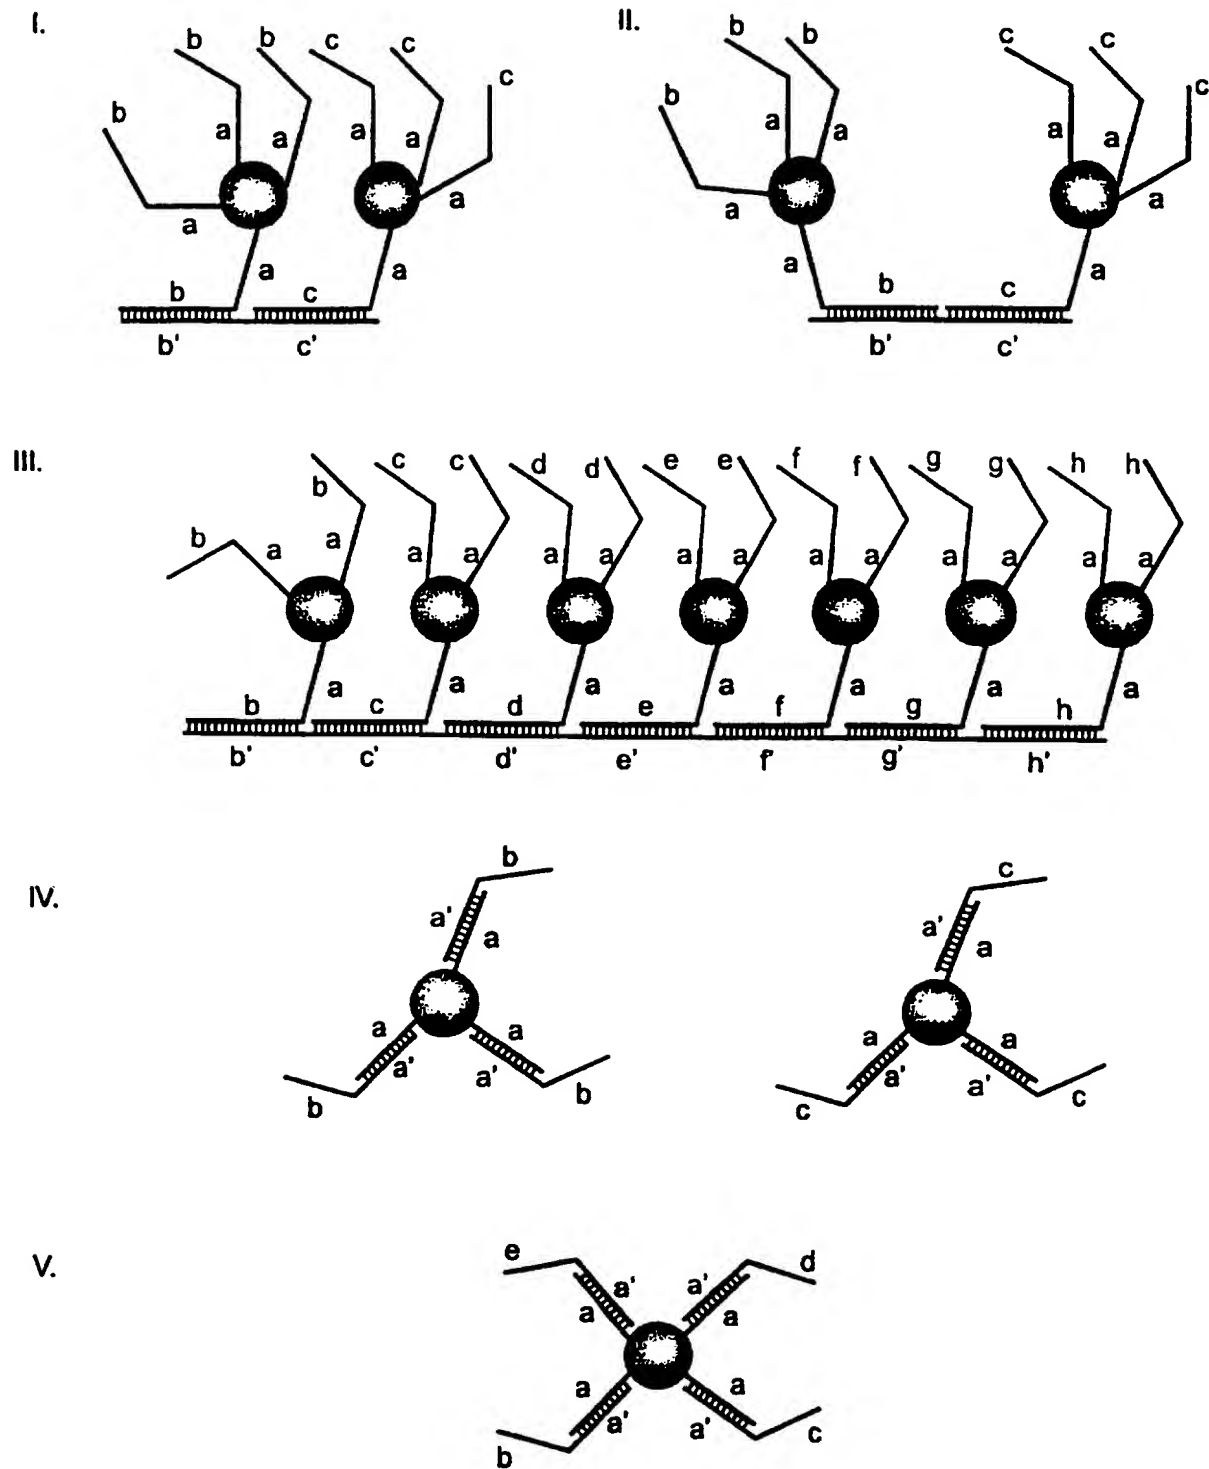 I.
b b c c c
b
a a a a
a
a
a a
b c
b' c'
II.
b b c c
b c
a a a a
a a
a a
b c
b' c'
III.
b c c d d e e f f g g h h
b a a a a a a a a a a a a a a
a a a a a a a
b c d e f g h
b' c' d" e' f' g' h'
IV.
b c
a' a a' a
a a a a
a' a' a' a'
b b c c
V.
e d
a' a'
a a
a a
a' a'
b c